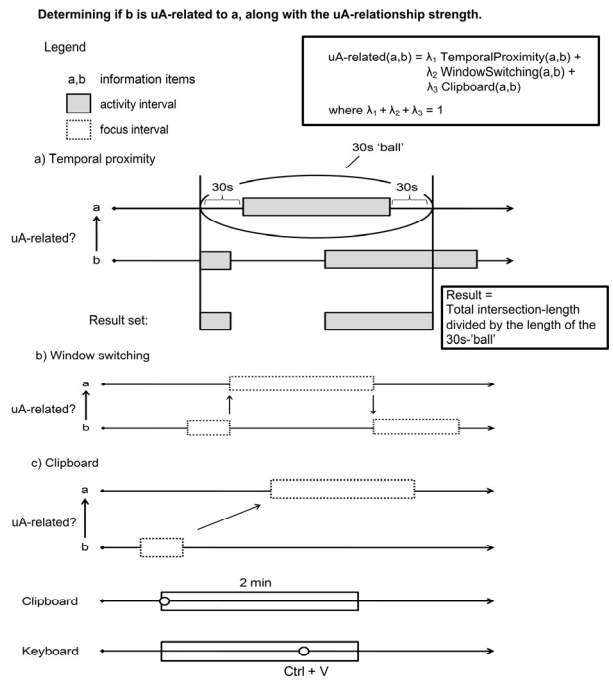 Determining if b is uA-related to a, along with the uA-relationship strength.
Legend
a,b information items
activity interval
focus interval
uA-related(a,b) = λ₁ TemporalProximity(a,b) +
λ₂ WindowSwitching(a,b) +
λ₃ Clipboard(a,b)
where λ₁ + λ₂ + λ₃ = 1
30s 'ball'
a) Temporal proximity
30s 30s
a
uA-related?
b
Result set:
Result =
Total intersection-length
divided by the length of the
30s-'ball'
b) Window switching
a
uA-related?
b
c) Clipboard
a
uA-related?
b
2 min
Clipboard
Keyboard
Ctrl + V